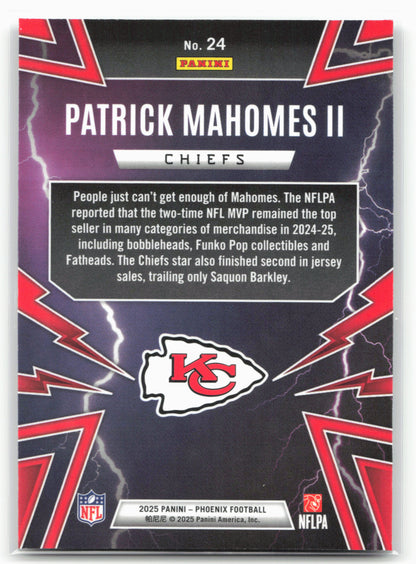 No. 24
PANINI
PATRICK MAHOMES II
CHIEFS
People just can't get enough of Mahomes. The NFLPA
reported that the two-time NFL MVP remained the top
seller in many categories of merchandise in 2024-25,
including bobbleheads, Funko Pop collectibles and
Fatheads. The Chiefs star also finished second in jersey
sales, trailing only Saquon Barkley.
KC
NFL
2025 PANINI – PHOENIX FOOTBALL
帕尼尼 © 2025 Panini America, Inc.
NFLPA